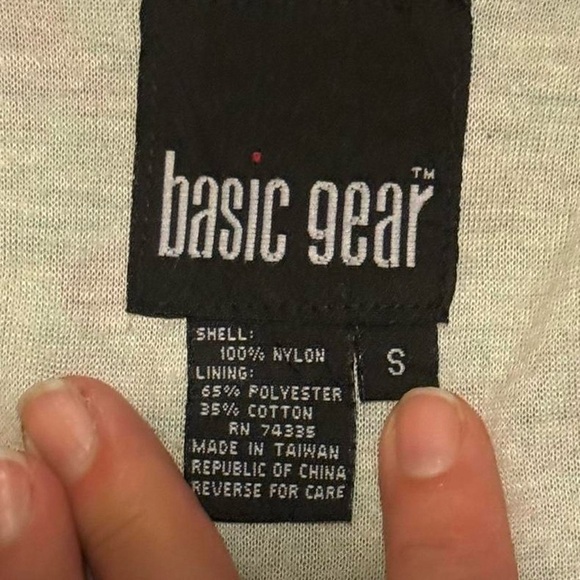 basic gear™
SHELL:
100% NYLON
LINING:
65% POLYESTER
35% COTTON
RN 74335
MADE IN TAIWAN
REPUBLIC OF CHINA
REVERSE FOR CARE
S